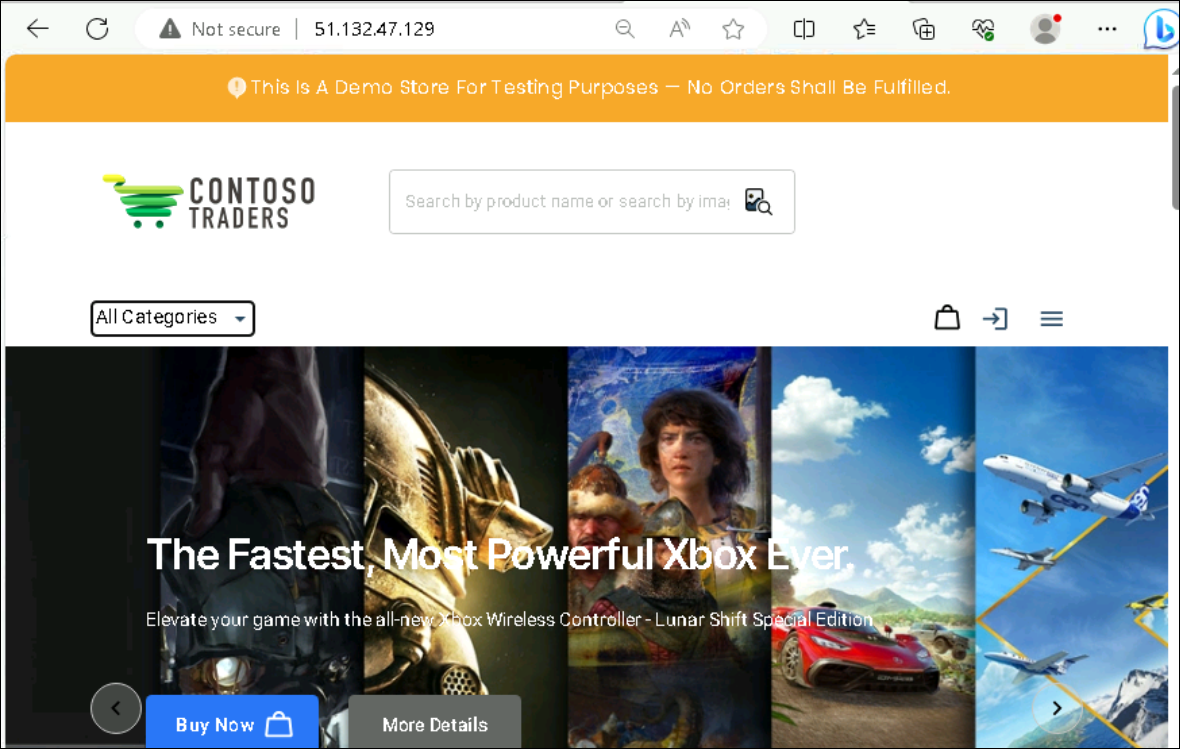 Not secure 51.132.47.129
This Is A Demo Store For Testing Purposes — No Orders Shall Be Fulfilled.
CONTOSO
TRADERS
Search by product name or search by imag
All Categories
The Fastest, Most Powerful Xbox Ever.
Elevate your game with the all-new Xbox Wireless Controller - Lunar Shift Special Edition
Buy Now
More Details